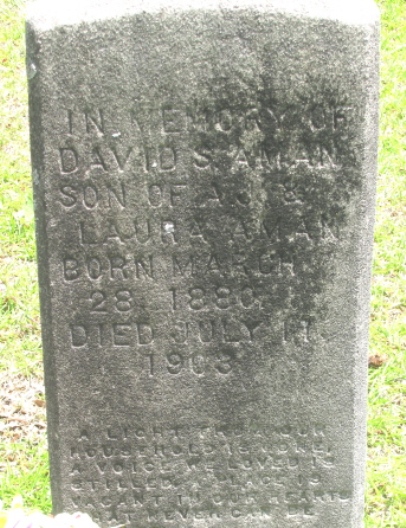 IN MEMORY OF
DAVID S. AMAN
SON OF A J &
LAURA AMAN
BORN MARCH
28, 1880
DIED JULY 11,
1903
A LIGHT FROM OUR
HOUSEHOLD IS GONE,
A VOICE WE LOVED IS
STILLED, A PLACE IS
VACANT IN OUR HEARTS
THAT NEVER CAN BE